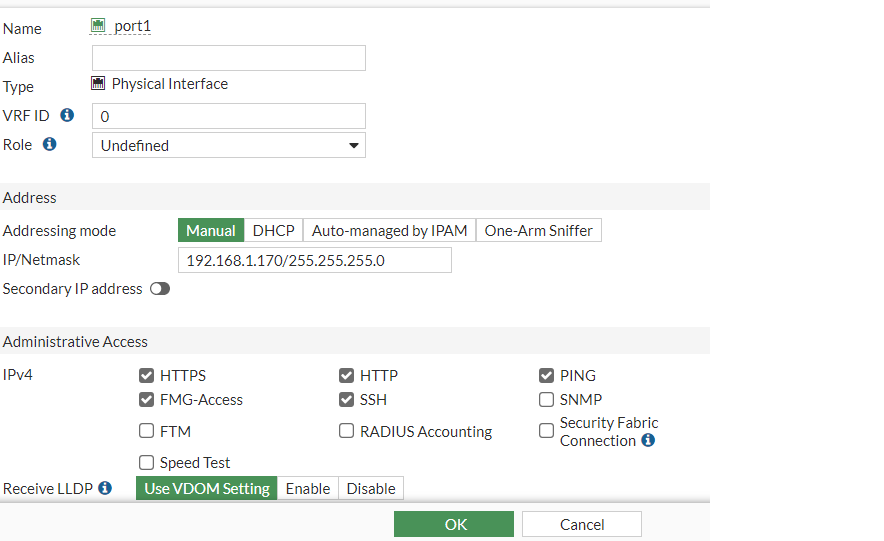 Name port1
Alias
Type Physical Interface
VRF ID 0
Role Undefined
Address
Addressing mode Manual DHCP Auto-managed by IPAM One-Arm Sniffer
IP/Netmask 192.168.1.170/255.255.255.0
Secondary IP address
Administrative Access
IPv4 HTTPS HTTP PING
FMG-Access SSH SNMP
FTM RADIUS Accounting Security Fabric
Connection
Speed Test
Receive LLDP Use VDOM Setting Enable Disable
OK Cancel